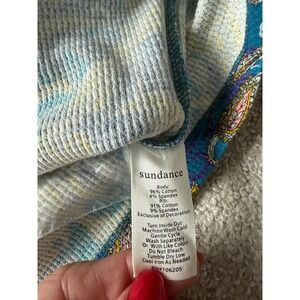 sundance
Body:
96% Cotton
4% Spandex
Rib:
91% Cotton
9% Spandex
Exclusive of Decoration
Turn Inside Out
Machine Wash Cold
Gentle Cycle
Wash Separately
Or With Like Colors
Do Not Bleach
Tumble Dry Low
Cool Iron As Needed
RN#106205